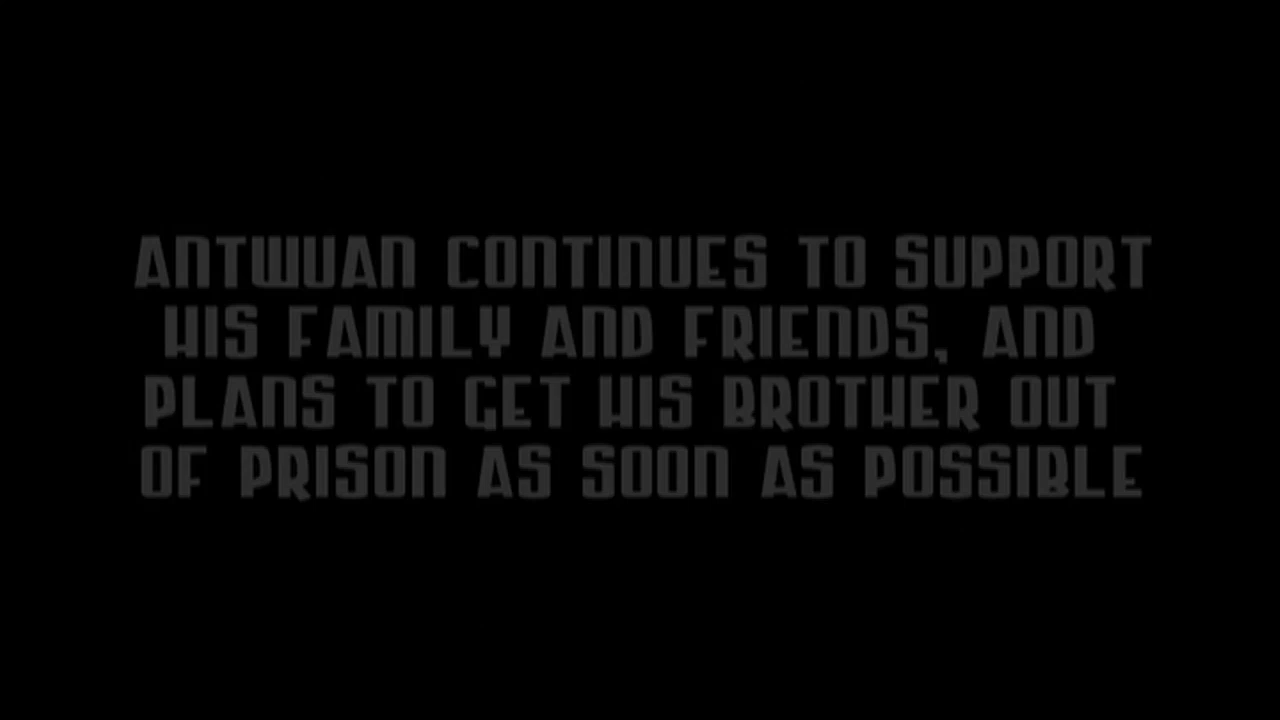 ANTWUAN CONTINUES TO SUPPORT
HIS FAMILY AND FRIENDS, AND
PLANS TO GET HIS BROTHER OUT
OF PRISON AS SOON AS POSSIBLE